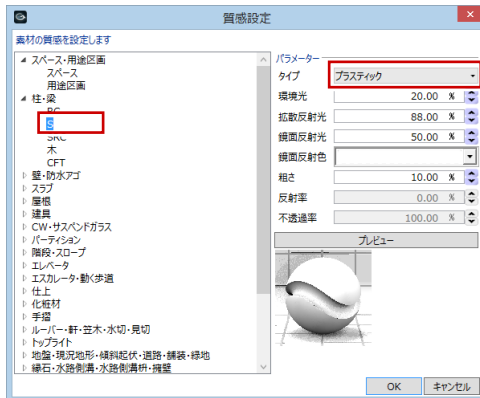 質感設定
素材の質感を設定します
スペース・用途区画
スペース
用途区画
柱・梁
RC
S
SRC
木
CFT
壁・防水アゴ
スラブ
屋根
建具
CW・サスペンドガラス
パーティション
階段・スロープ
エレベータ
エスカレータ・動く歩道
仕上
化粧材
手摺
ルーバー・軒・笠木・水切・見切
トップライト
地盤・現況地形・傾斜起伏・道路・舗装・緑地
縁石・水路側溝・水路側溝枡・擁壁
パラメーター
タイプ プラスティック
環境光 20.00 %
拡散反射光 88.00 %
鏡面反射光 50.00 %
鏡面反射色
粗さ 10.00 %
反射率 0.00 %
不透過率 100.00 %
プレビュー
OK キャンセル